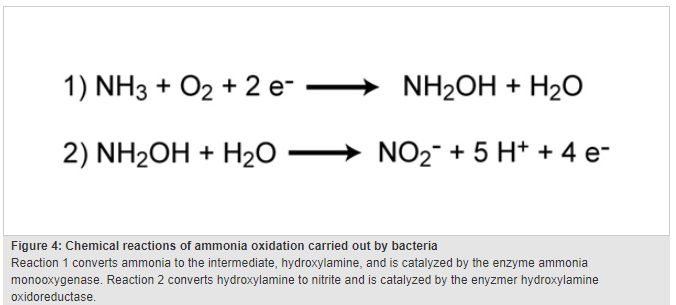 1) NH3 + O2 + 2 e- ⟶ NH2OH + H2O
2) NH2OH + H2O ⟶ NO2- + 5 H+ + 4 e-
Figure 4: Chemical reactions of ammonia oxidation carried out by bacteria
Reaction 1 converts ammonia to the intermediate, hydroxylamine, and is catalyzed by the enzyme ammonia
monooxygenase. Reaction 2 converts hydroxylamine to nitrite and is catalyzed by the enyzmer hydroxylamine
oxidoreductase.